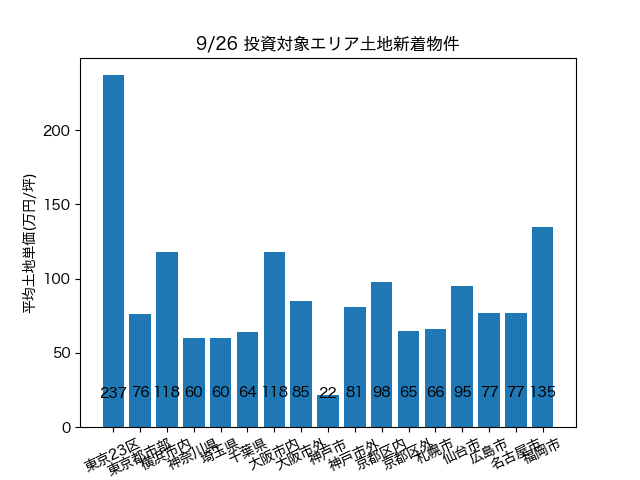 9/26 投資対象エリア土地新着物件
平均土地単価(万円/坪)
200
150
100
50
0
237 76 118 60 60 64 118 85 22 81 98 65 66 95 77 77 135
東京23区
東京都市部
横浜市内
神奈川県
埼玉県
千葉県
大阪市内
大阪市外
神戸市
神戸市外
京都区内
京都区外
札幌市
仙台市
広島市
名古屋市
福岡市